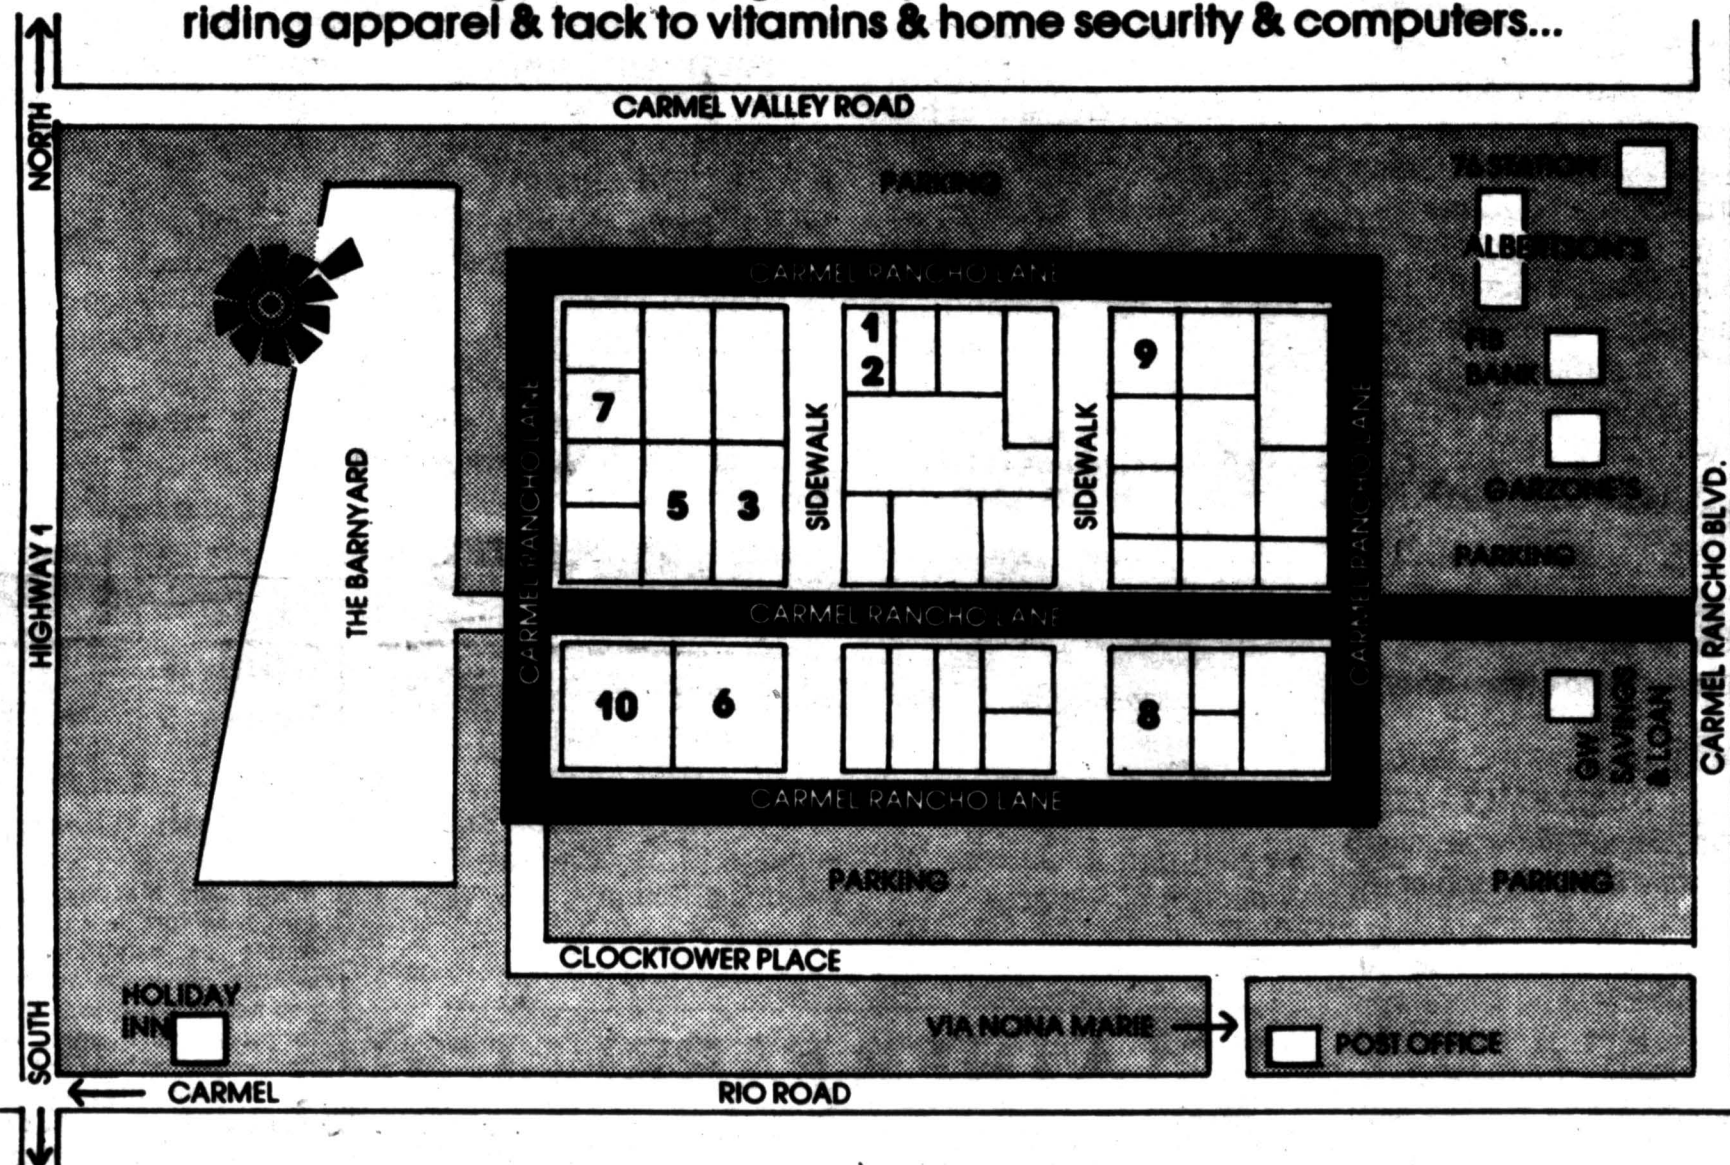 riding apparel & tack to vitamins & home security & computers...
CARMEL VALLEY ROAD
NORTH
PARKING
76 STATION
ALBERTSON'S
CARMEL RANCHO LANE
1
2
9
7
5
3
FIB
BANK
GARZONE'S
PARKING
CARMEL RANCHO LANE
SIDEWALK
SIDEWALK
CARMEL RANCHO LANE
THE BARNYARD
HIGHWAY 1
CARMEL RANCHO BLVD.
CARMEL RANCHO LANE
10
6
8
GW
SAVINGS
& LOAN
CARMEL RANCHO LANE
PARKING
PARKING
CLOCKTOWER PLACE
HOLIDAY
INN
VIA NONA MARIE
POST OFFICE
SOUTH
CARMEL
RIO ROAD